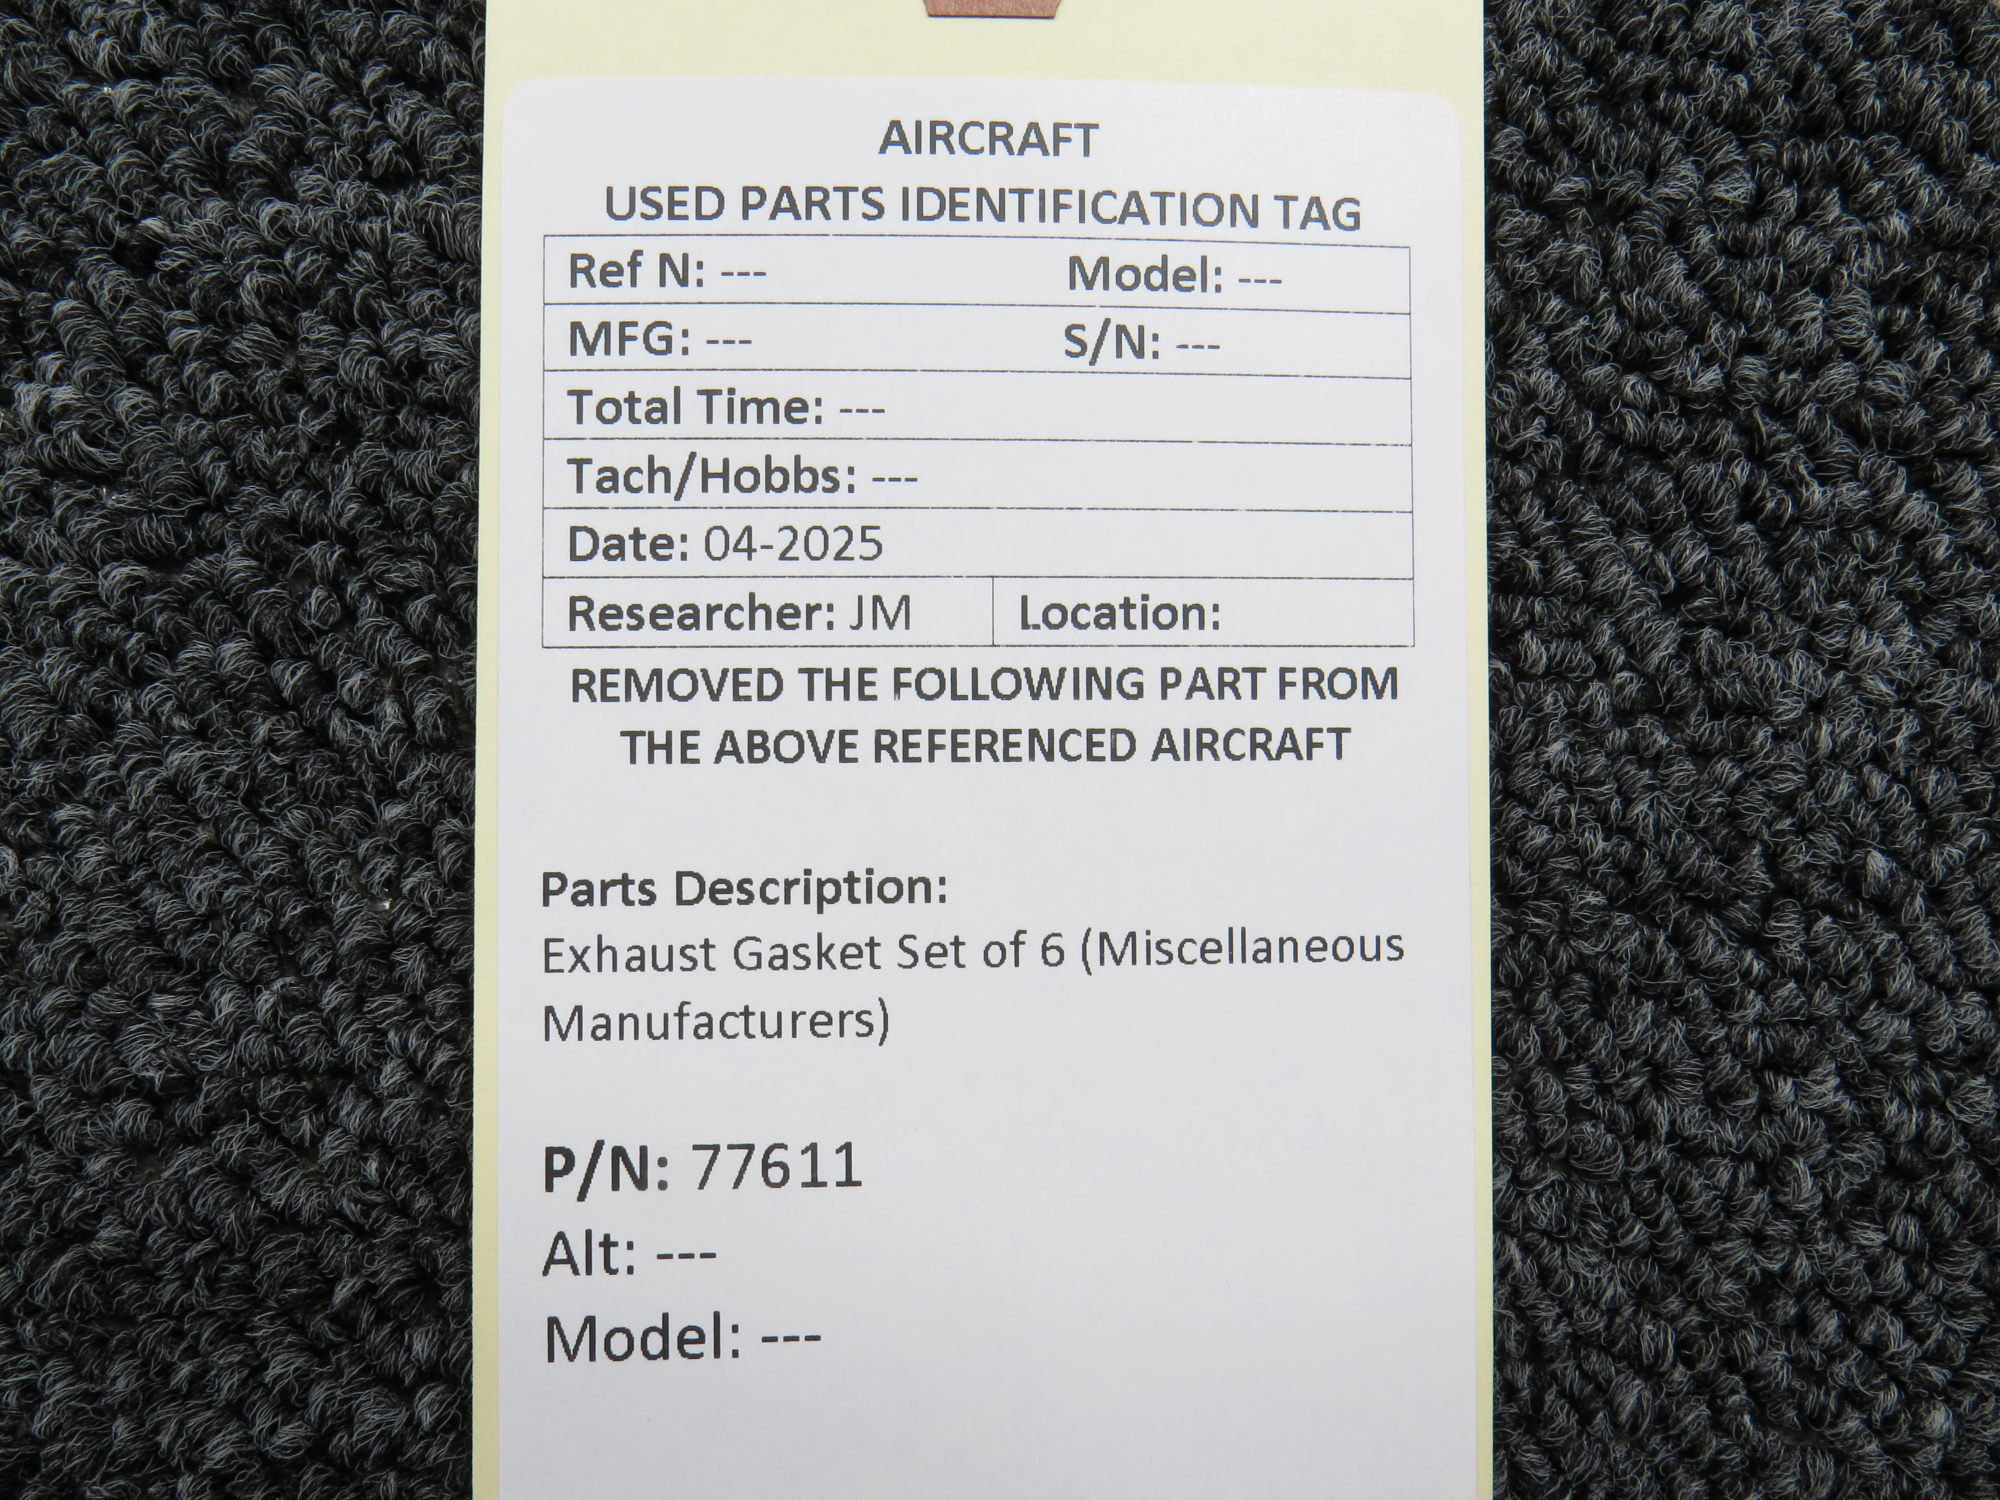 AIRCRAFT
USED PARTS IDENTIFICATION TAG
Ref N: --- Model: ---
MFG: --- S/N: ---
Total Time: ---
Tach/Hobbs: ---
Date: 04-2025
Researcher: JM Location:
REMOVED THE FOLLOWING PART FROM
THE ABOVE REFERENCED AIRCRAFT
Parts Description:
Exhaust Gasket Set of 6 (Miscellaneous
Manufacturers)
P/N: 77611
Alt: ---
Model: ---